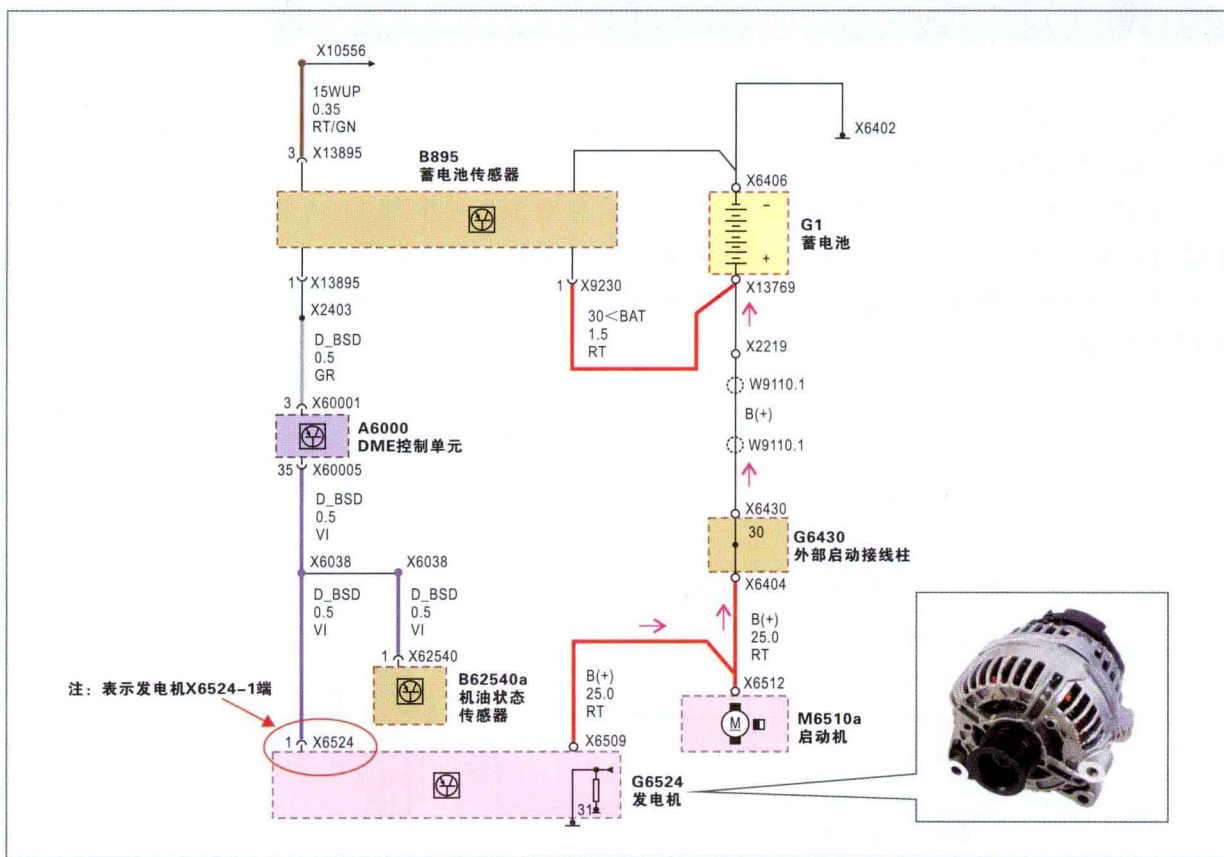 X10556
15WUP
0.35
RT/GN
3 X13895
B895
蓄电池传感器
X6402
X6406
−
+
G1
蓄电池
X13769
1 X13895
X2403
D_BSD
0.5
GR
1 X9230
30<BAT
1.5
RT
X2219
W9110.1
B(+)
W9110.1
3 X60001
A6000
DME控制单元
35 X60005
D_BSD
0.5
VI
X6430
30
G6430
外部启动接线柱
X6404
X6038
X6038
D_BSD
0.5
VI
D_BSD
0.5
VI
B(+)
25.0
RT
1 X62540
B62540a
机油状态
传感器
B(+)
25.0
RT
X6512
M
M6510a
启动机
注：表示发电机X6524-1端
1 X6524
X6509
31
G6524
发电机